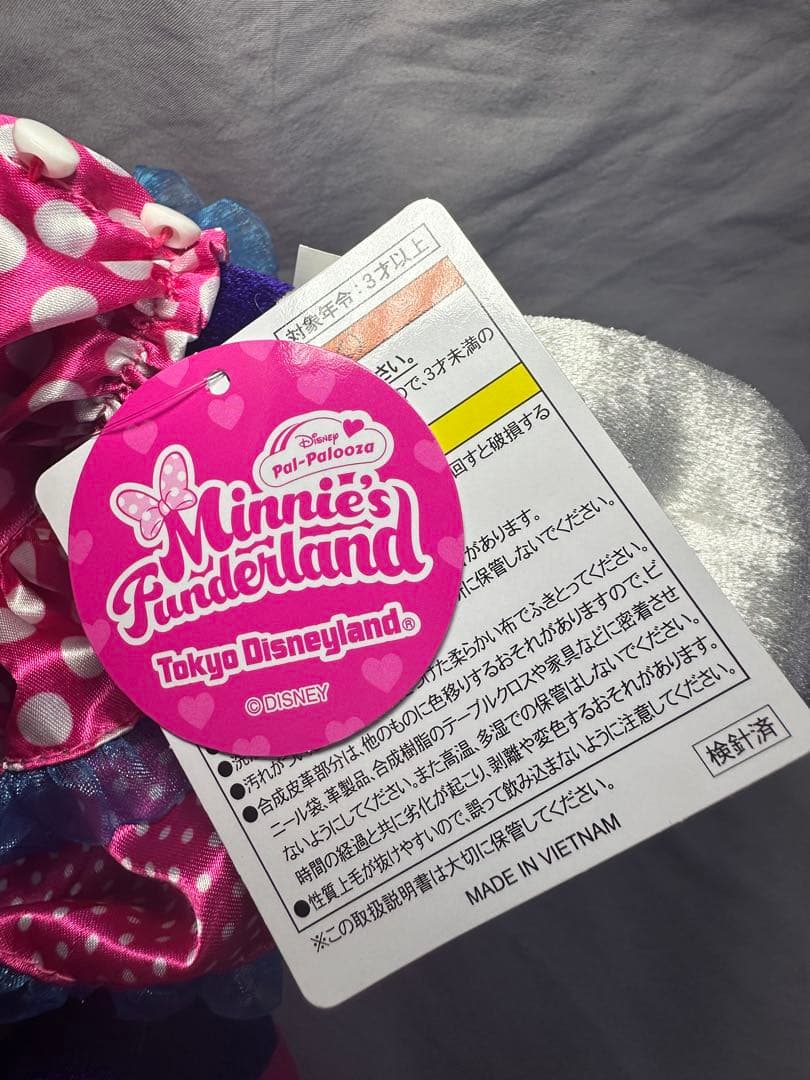 対象年令:3才以上
さい。
ので、3才未満の
回すと破損する
があります。
に保管しないでください。
Disney
Pal-Palooza
Minnie's
Funderland
Tokyo Disneyland®
© DISNEY
けた柔らかい布でふきとってください。
●汚れが
●合成皮革部分は、他のものに色移りするおそれがありますので、ビ
ニール袋、革製品、合成樹脂のテーブルクロスや家具などに密着させ
ないようにしてください。また高温、多湿での保管はしないでください。
時間の経過と共に劣化が起こり、剥離や変色するおそれがあります。
●性質上毛が抜けやすいので、誤って飲み込まないように注意してください。
※この取扱説明書は大切に保管してください。
検針済
MADE IN VIETNAM